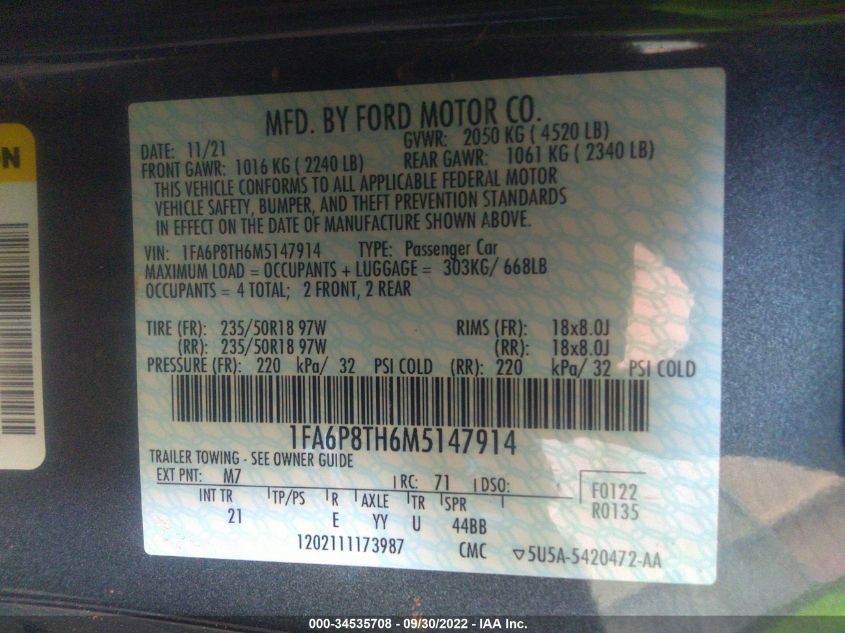 ON
MFD. BY FORD MOTOR CO.
DATE: 11/21 GVWR: 2050 KG ( 4520 LB)
FRONT GAWR: 1016 KG ( 2240 LB) REAR GAWR: 1061 KG ( 2340 LB)
THIS VEHICLE CONFORMS TO ALL APPLICABLE FEDERAL MOTOR
VEHICLE SAFETY, BUMPER, AND THEFT PREVENTION STANDARDS
IN EFFECT ON THE DATE OF MANUFACTURE SHOWN ABOVE.
VIN: 1FA6P8TH6M5147914 TYPE: Passenger Car
MAXIMUM LOAD = OCCUPANTS + LUGGAGE = 303KG/ 668LB
OCCUPANTS = 4 TOTAL; 2 FRONT, 2 REAR
TIRE (FR): 235/50R18 97W RIMS (FR): 18x8.0J
(RR): 235/50R18 97W (RR): 18x8.0J
PRESSURE (FR): 220 kPa/ 32 PSI COLD (RR): 220 kPa/ 32 PSI COLD
1FA6P8TH6M5147914
TRAILER TOWING - SEE OWNER GUIDE
EXT PNT: M7 RC: 71 DSO: F0122
INT TR TP/PS R AXLE TR SPR R0135
21 E YY U 44BB
1202111173987 CMC ▽5U5A-5420472-AA
000-34535708 - 09/30/2022 - IAA Inc.